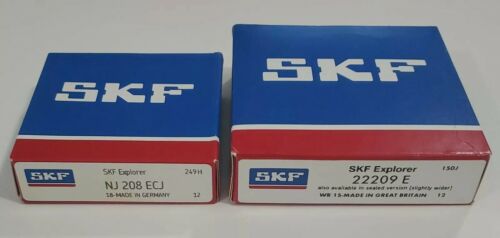 SKF
SKF
SKF
SKF Explorer 249H
NJ 208 ECJ
18-MADE IN GERMANY 12
SKF
SKF Explorer 150J
22209 E
also available in sealed version (slightly wider)
WB 15-MADE IN GREAT BRITAIN 12